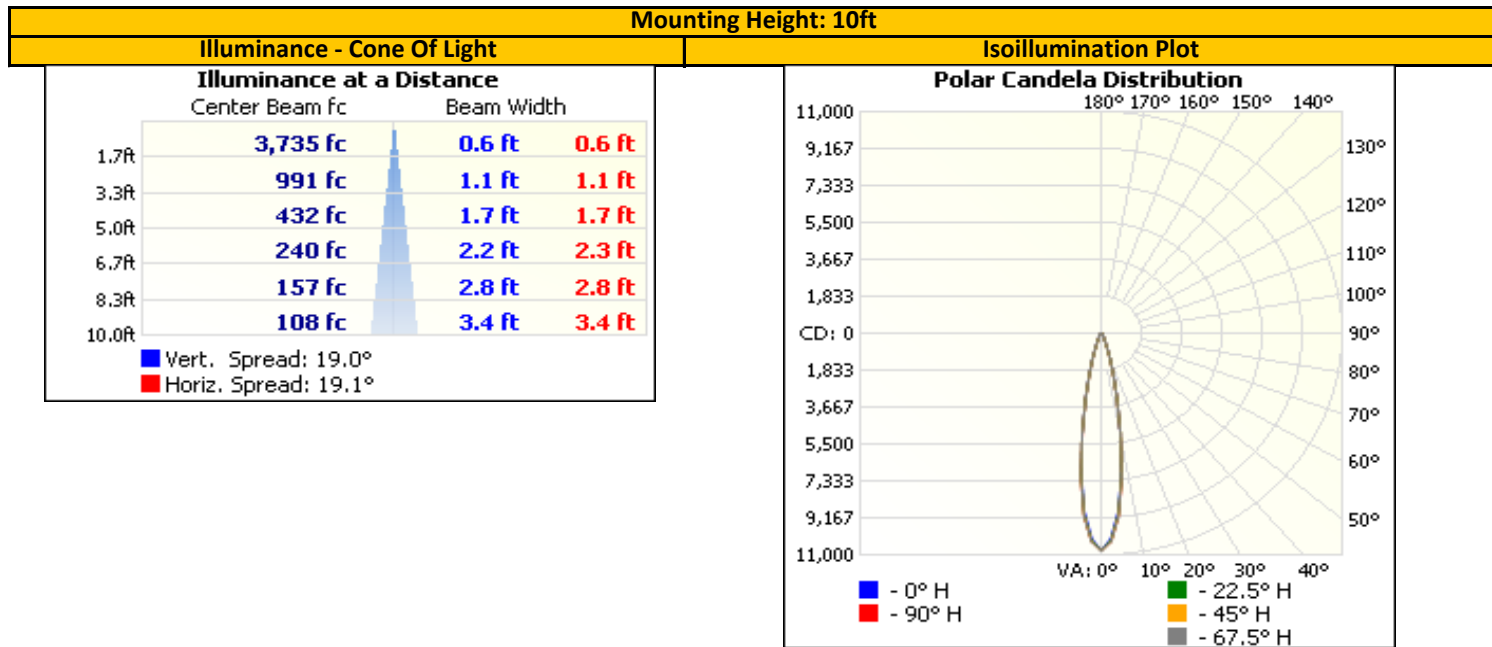 Mounting Height: 10ft
Illuminance - Cone Of Light
Isoillumination Plot
Illuminance at a Distance
Center Beam fc Beam Width
3,735 fc 0.6 ft 0.6 ft
1.7ft
991 fc 1.1 ft 1.1 ft
3.3ft
432 fc 1.7 ft 1.7 ft
5.0ft
240 fc 2.2 ft 2.3 ft
6.7ft
157 fc 2.8 ft 2.8 ft
8.3ft
108 fc 3.4 ft 3.4 ft
10.0ft
Vert. Spread: 19.0°
Horiz. Spread: 19.1°
Polar Candela Distribution
180° 170° 160° 150° 140°
11,000
9,167
130°
7,333
120°
5,500
110°
3,667
100°
1,833
CD: 0
90°
1,833
80°
3,667
70°
5,500
60°
7,333
9,167
50°
11,000
VA: 0° 10° 20° 30° 40°
- 0° H
- 90° H
- 22.5° H
- 45° H
- 67.5° H